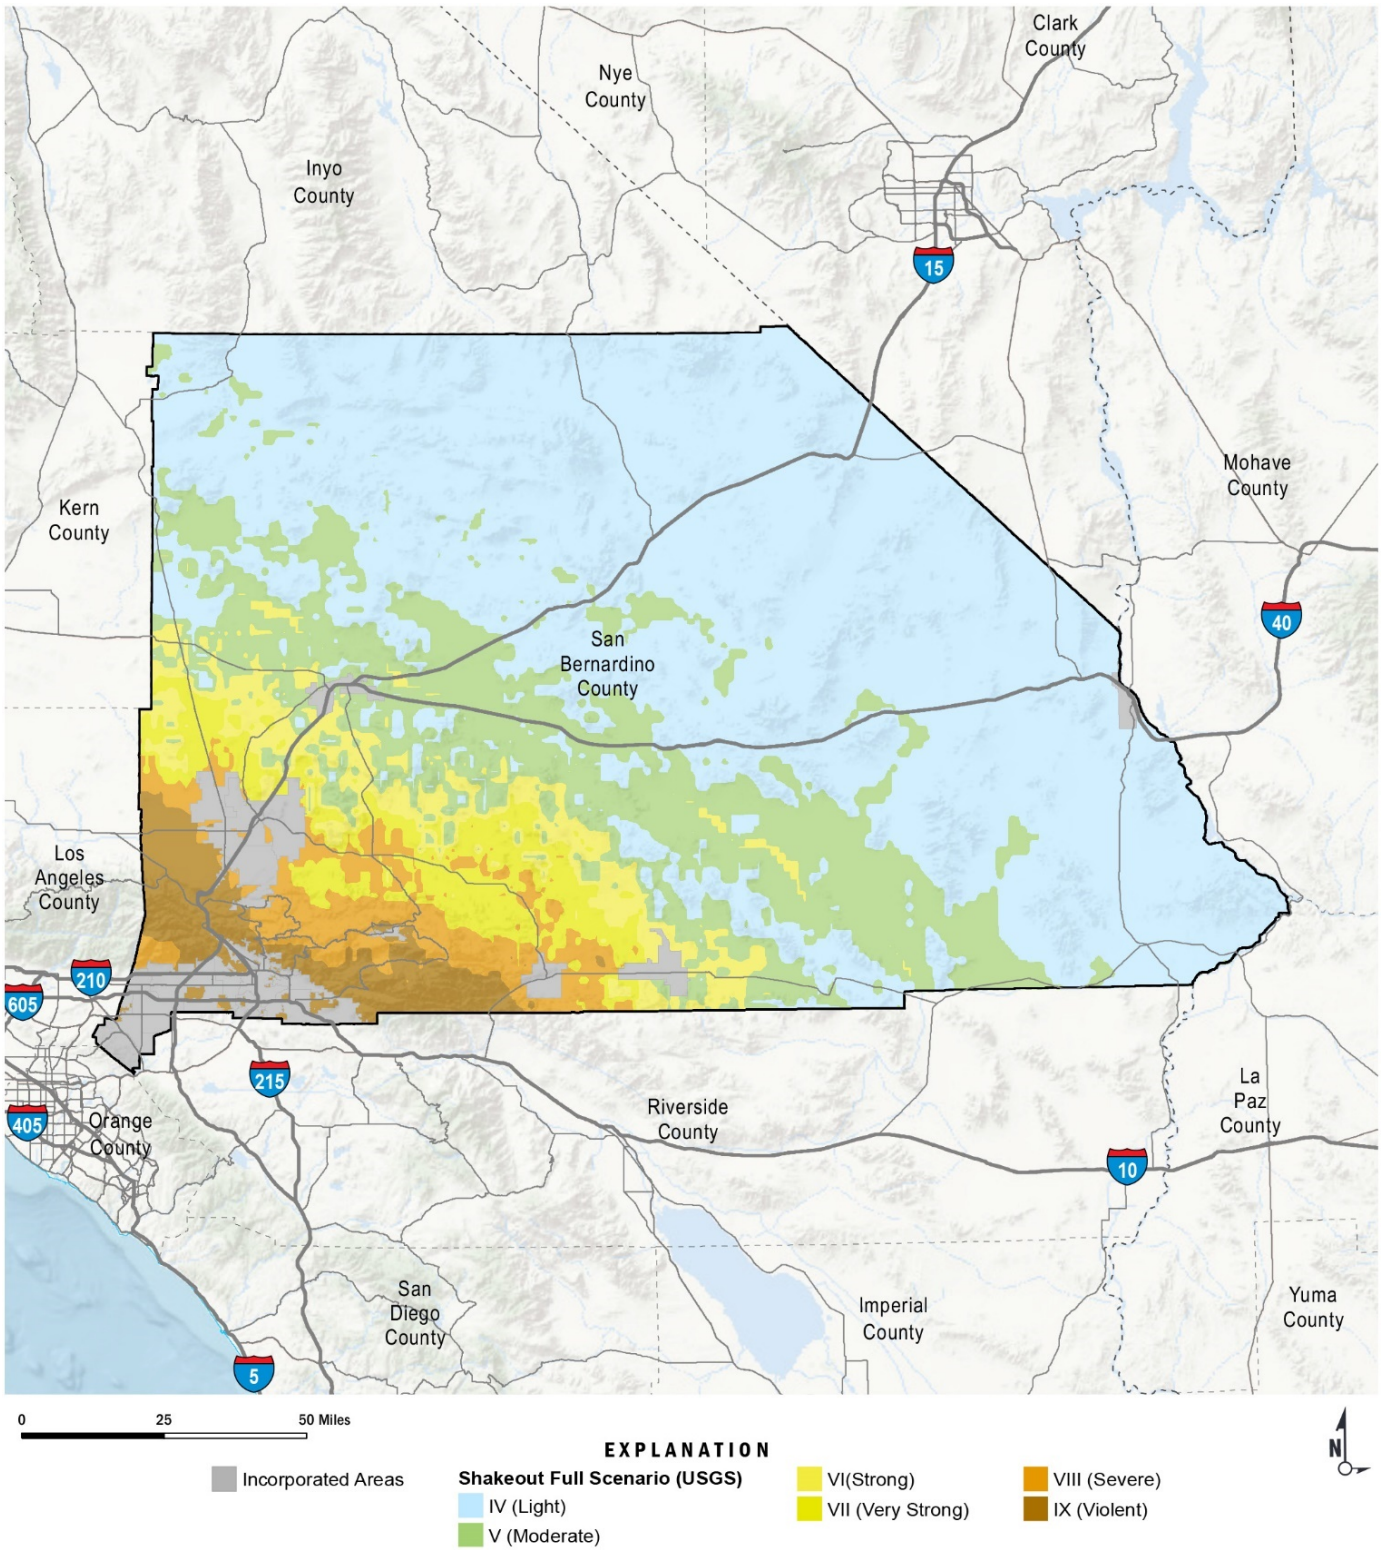 Clark
County
Nye
County
Inyo
County
15
Mohave
County
Kern
County
40
San
Bernardino
County
Los
Angeles
County
210
605
215
La
Paz
County
405
Orange
County
Riverside
County
10
San
Diego
County
Imperial
County
Yuma
County
5
0 25 50 Miles
N
EXPLANATION
Incorporated Areas
Shakeout Full Scenario (USGS)
IV (Light)
V (Moderate)
VI(Strong)
VII (Very Strong)
VIII (Severe)
IX (Violent)